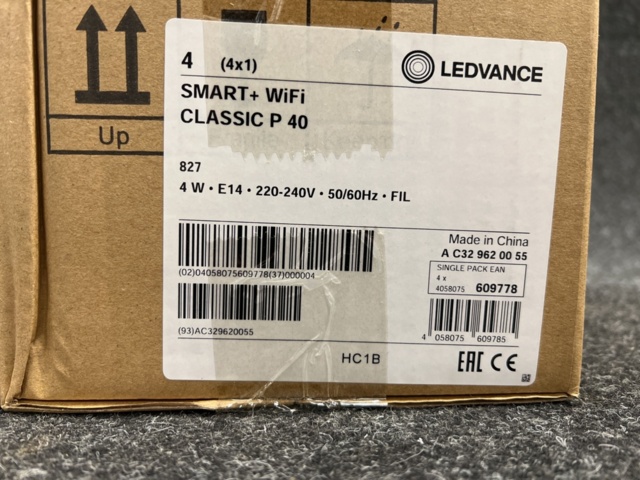 Up
4 (4x1)
LEDVANCE
SMART+ WiFi
CLASSIC P 40
827
4 W • E14 • 220-240V • 50/60Hz • FIL
Made in China
A C32 962 00 55
SINGLE PACK EAN
4 x
4058075 609778
(02)04058075609778(37)000004
(93)AC329620055
4 058075 609785
HC1B
EAC CE